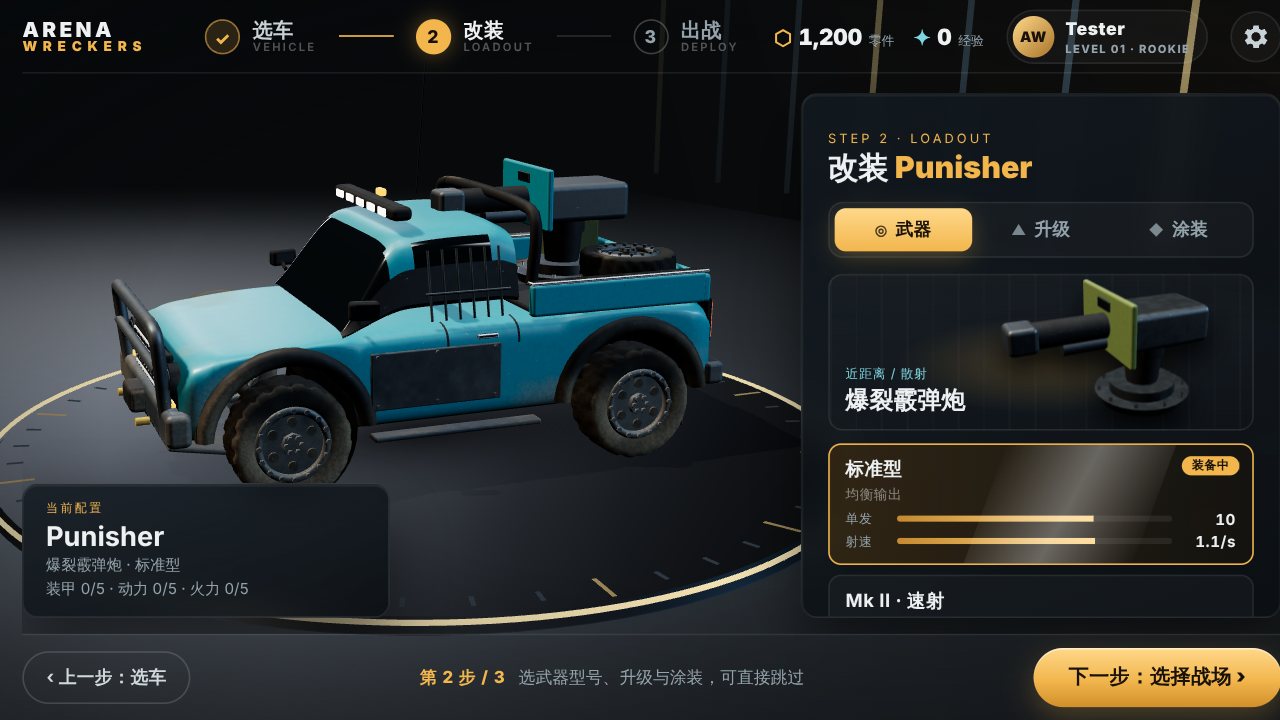 ARENA
WRECKERS
选车
VEHICLE
2
改装
LOADOUT
3
出战
DEPLOY
1,200 零件
0 经验
AW
Tester
LEVEL 01 · ROOKIE
STEP 2 · LOADOUT
改装 Punisher
武器
升级
涂装
近距离 / 散射
爆裂霰弹炮
标准型
装备中
均衡输出
单发 10
射速 1.1/s
Mk II · 速射
当前配置
Punisher
爆裂霰弹炮 · 标准型
装甲 0/5 · 动力 0/5 · 火力 0/5
‹ 上一步：选车
第 2 步 / 3 选武器型号、升级与涂装，可直接跳过
下一步：选择战场 ›